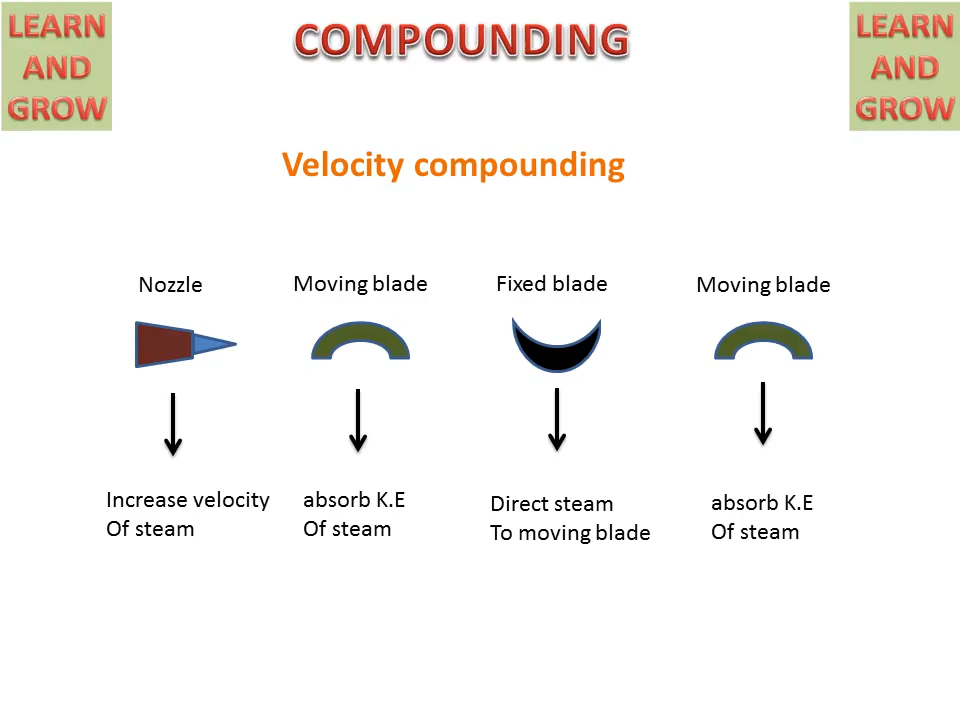 LEARN
AND
GROW
COMPOUNDING
LEARN
AND
GROW
Velocity compounding
Nozzle
Moving blade
Fixed blade
Moving blade
Increase velocity
Of steam
absorb K.E
Of steam
Direct steam
To moving blade
absorb K.E
Of steam